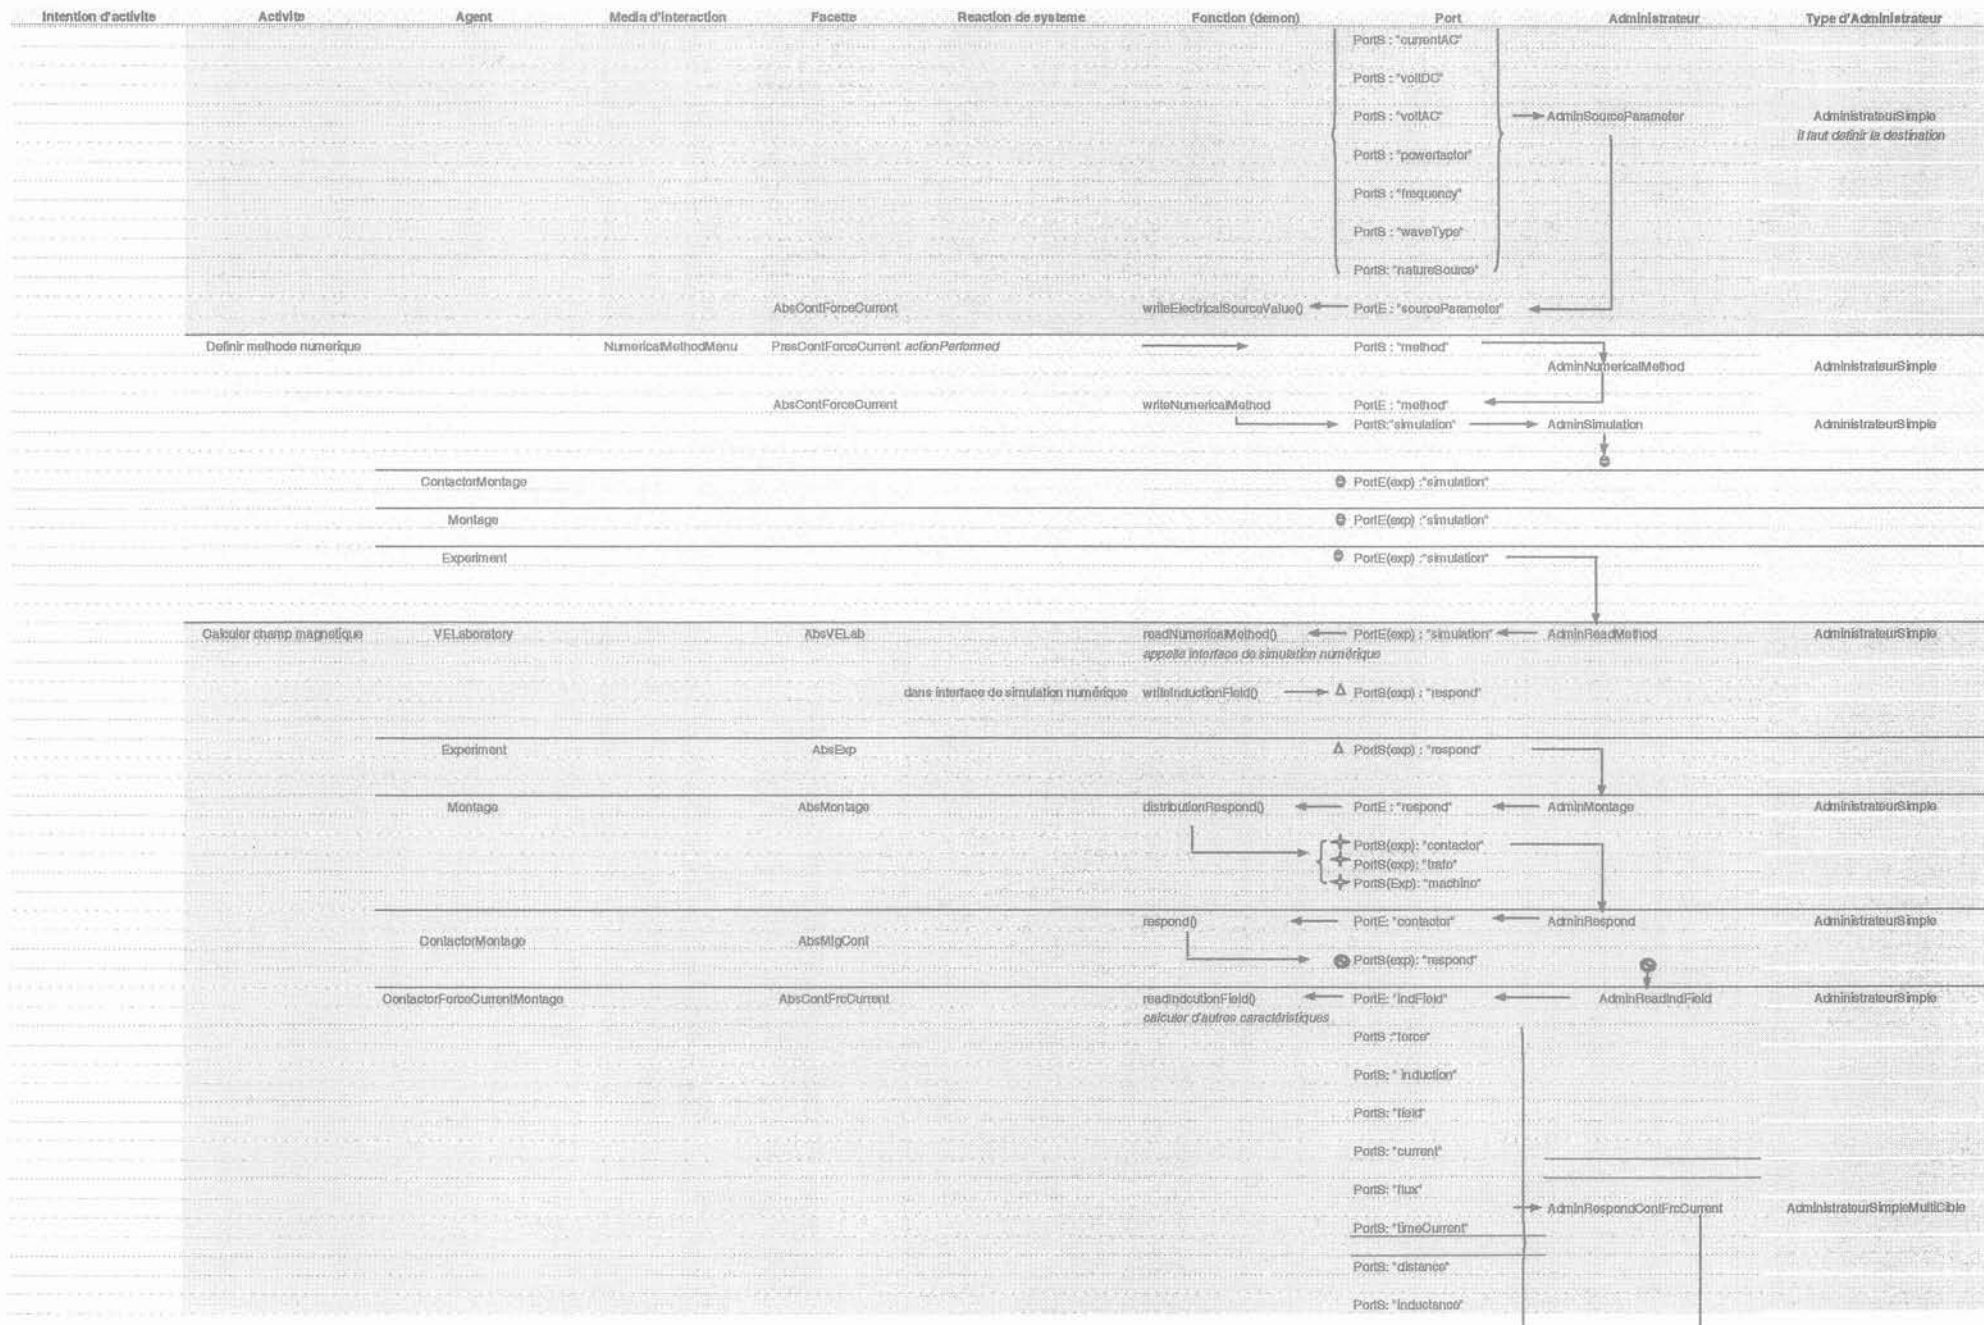 Intention d'activite Activite Agent Media d'interaction Facette Reaction de systeme Fonction (demon) Port Administrateur Type d'Administrateur
PortS : "currentAC"
PortS : "voltDC"
PortS : "voltAC" AdminSourceParameter AdministrateurSimple
il faut definir la destination
PortS : "powerfactor"
PortS : "frequency"
PortS : "waveType"
PortS: "natureSource"
AbsContForceCurrent writeElectricalSourceValue() PortE : "sourceParameter"
Definir methode numerique NumericalMethodMenu PresContForceCurrent actionPerformed PortS : "method"
AdminNumericalMethod AdministrateurSimple
AbsContForceCurrent writeNumericalMethod PortE : "method"
PortS:"simulation" AdminSimulation AdministrateurSimple
ContactorMontage PortE(exp) :"simulation"
Montage PortE(exp) :"simulation"
Experiment PortE(exp) :"simulation"
Calculer champ magnetique VELaboratory AbsVELab readNumericalMethod() PortE(exp) : "simulation" AdminReadMethod AdministrateurSimple
appelle interface de simulation numérique
dans interface de simulation numérique writeInductionField() Δ PortS(exp) : "respond"
Experiment AbsExp Δ PortS(exp) : "respond"
Montage AbsMontage distributionRespond() PortE : "respond" AdminMontage AdministrateurSimple
PortS(exp): "contactor"
PortS(exp): "trafo"
PortS(Exp): "machine"
respond() PortE: "contactor" AdminRespond AdministrateurSimple
ContactorMontage AbsMtgCont
PortS(exp): "respond"
ContactorForceCurrentMontage AbsContFrcCurrent readIndcutionField() PortE: "indField" AdminReadIndField AdministrateurSimple
calculer d'autres caractéristiques
PortS :"force"
PortS: " induction"
PortS: "field"
PortS: "current"
PortS: "flux"
AdminRespondContFrcCurrent AdministrateurSimpleMultiCible
PortS: "timeCurrent"
PortS: "distance"
PortS: "inductance"